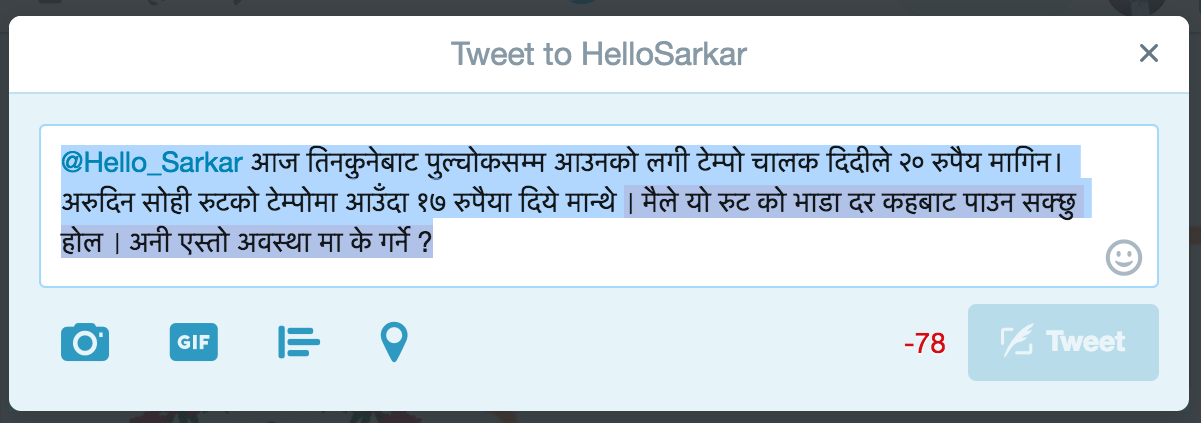 Tweet to HelloSarkar
@Hello_Sarkar आज तिनकुनेबाट पुल्चोकसम्म आउनको लगी टेम्पो चालक दिदीले २० रुपैय मागिन।
अरुदिन सोही रुटको टेम्पोमा आउँदा १७ रुपैया दिये मान्थे । मैले यो रुट को भाडा दर कहबाट पाउन सक्छु
होल । अनी एस्तो अवस्था मा के गर्ने ?
GIF
-78
Tweet